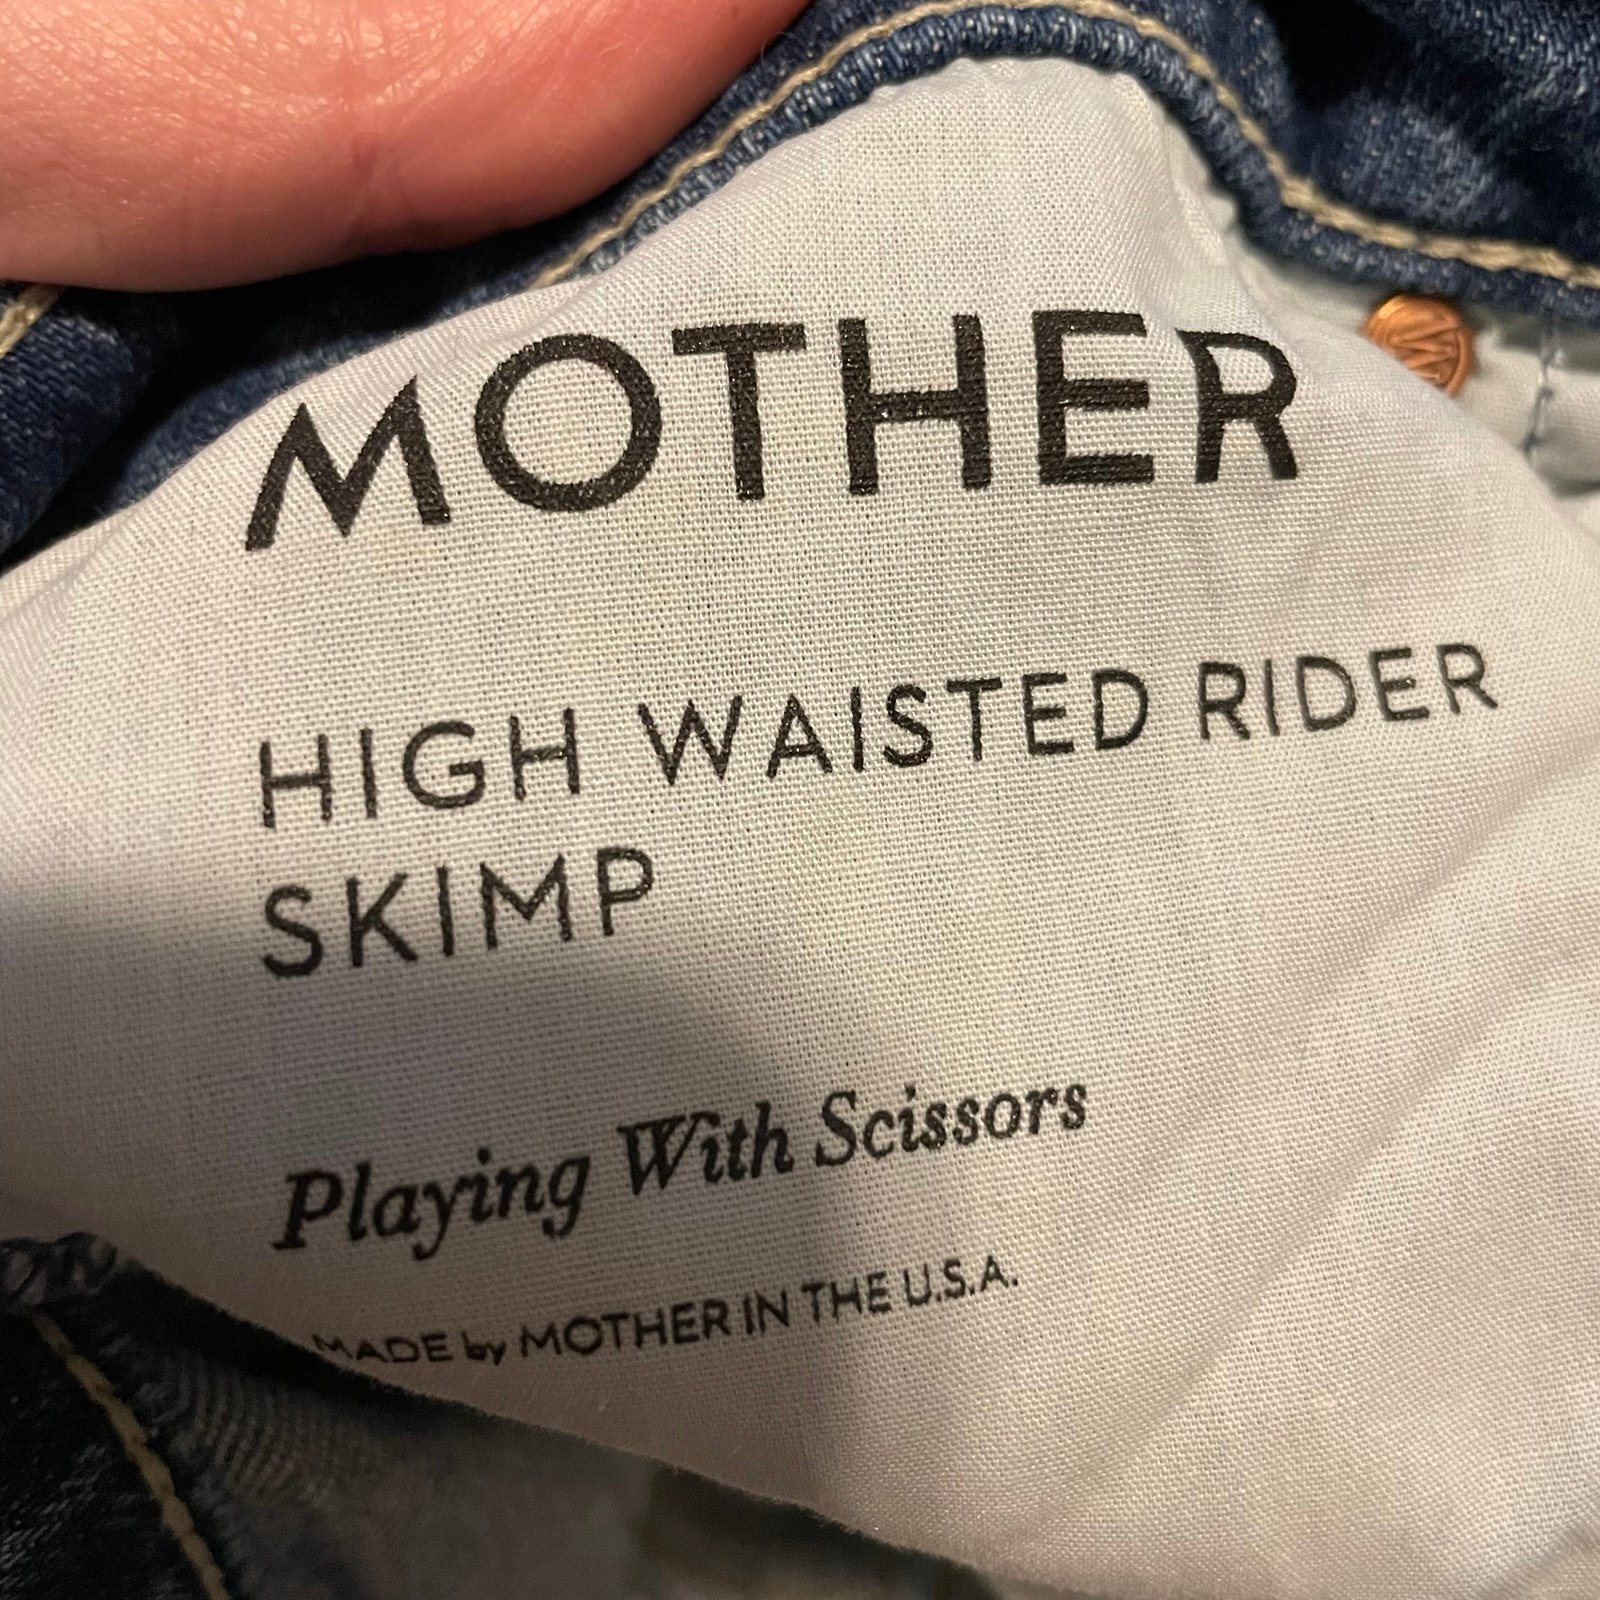 MOTHER
HIGH WAISTED RIDER
SKIMP
Playing With Scissors
MADE by MOTHER IN THE U.S.A.